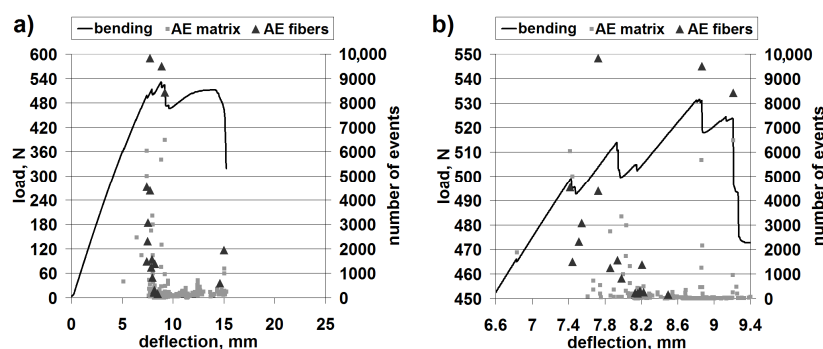 a)
bending AE matrix AE fibers
600 10,000
540 9000
480 8000
420 7000
360 6000
300 5000
240 4000
180 3000
120 2000
60 1000
0 0
0 5 10 15 20 25
deflection, mm
load, N
number of events
b)
bending AE matrix AE fibers
550 10,000
540 9000
530 8000
520 7000
510 6000
500 5000
490 4000
480 3000
470 2000
460 1000
450 0
6.6 7 7.4 7.8 8.2 8.6 9 9.4
deflection, mm
load, N
number of events